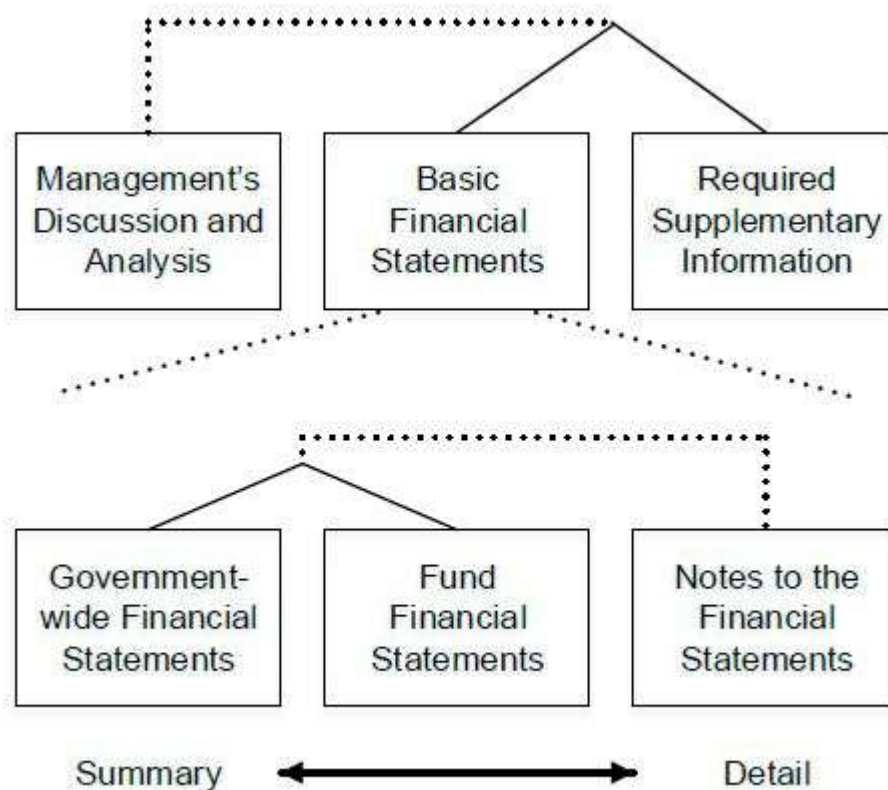 Management's
Discussion and
Analysis
Basic
Financial
Statements
Required
Supplementary
Information
Government-
wide Financial
Statements
Fund
Financial
Statements
Notes to the
Financial
Statements
Summary
Detail